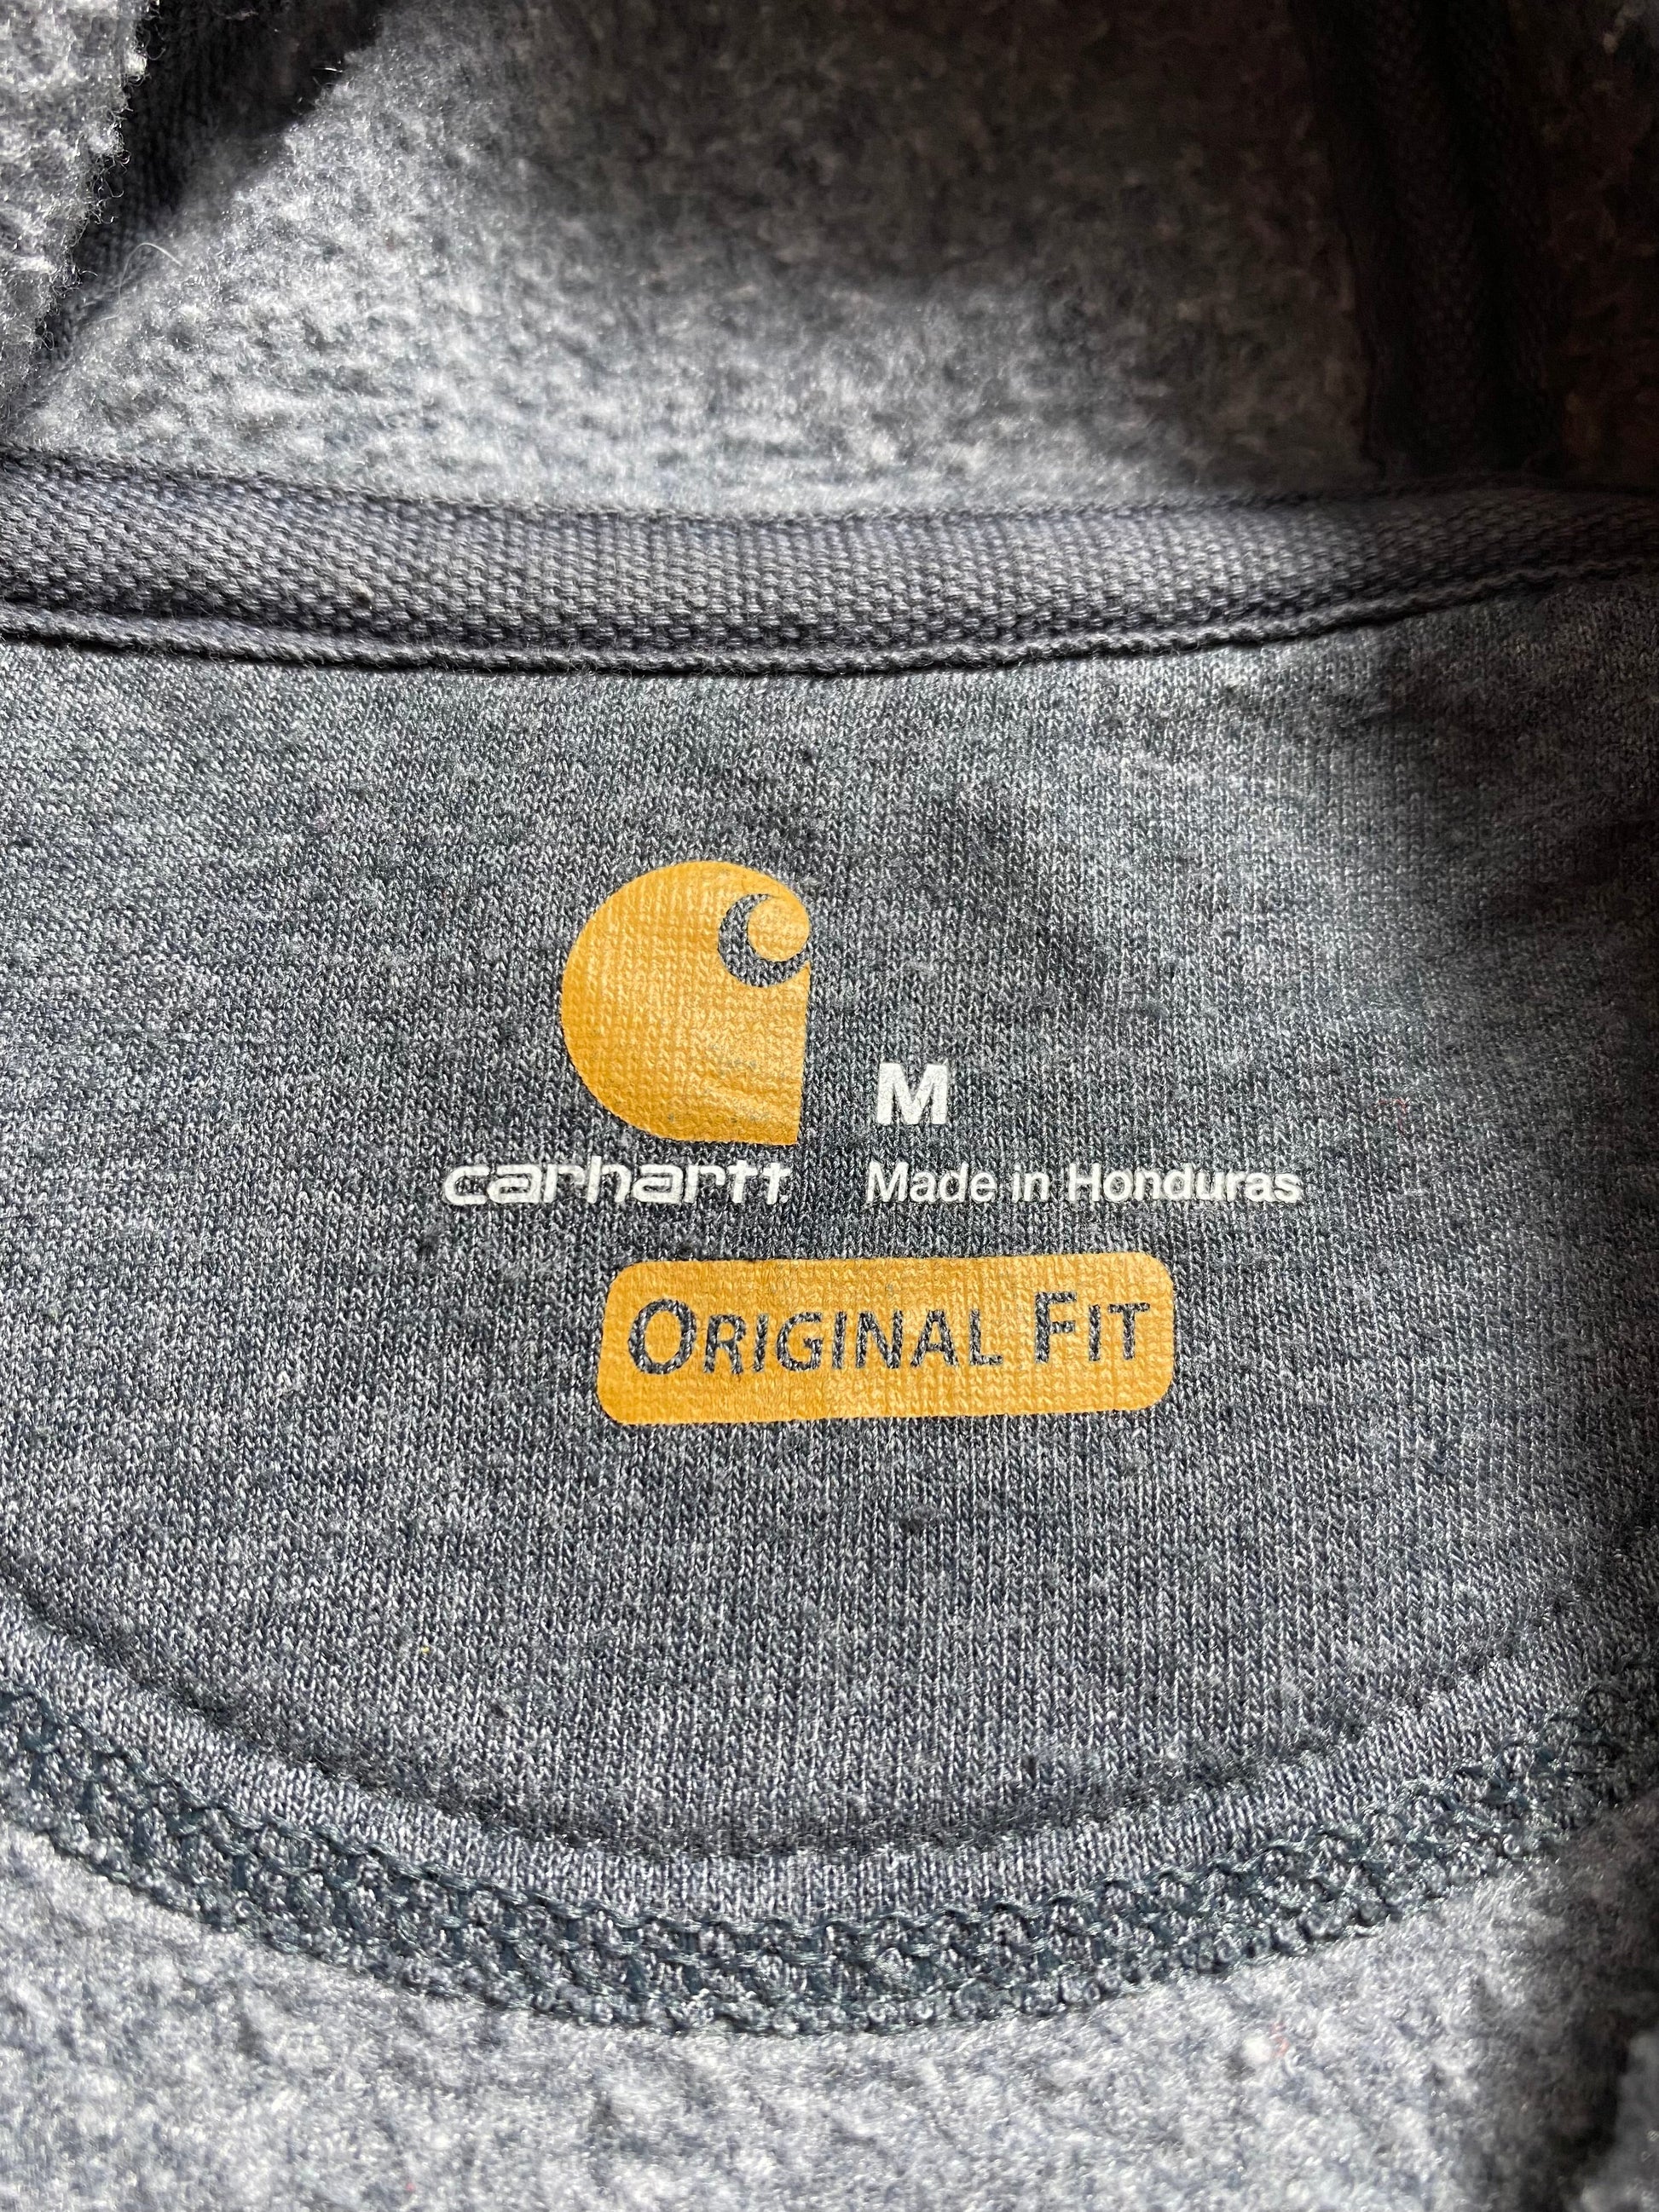 M
carhartt. Made in Honduras
ORIGINAL FIT